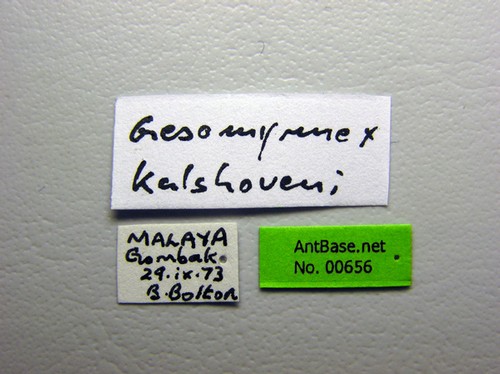 Gesomyrmex
Kalshoveni
MALAYA
Gombak
29.ix.73
B.Bolton
AntBase.net
No. 00656